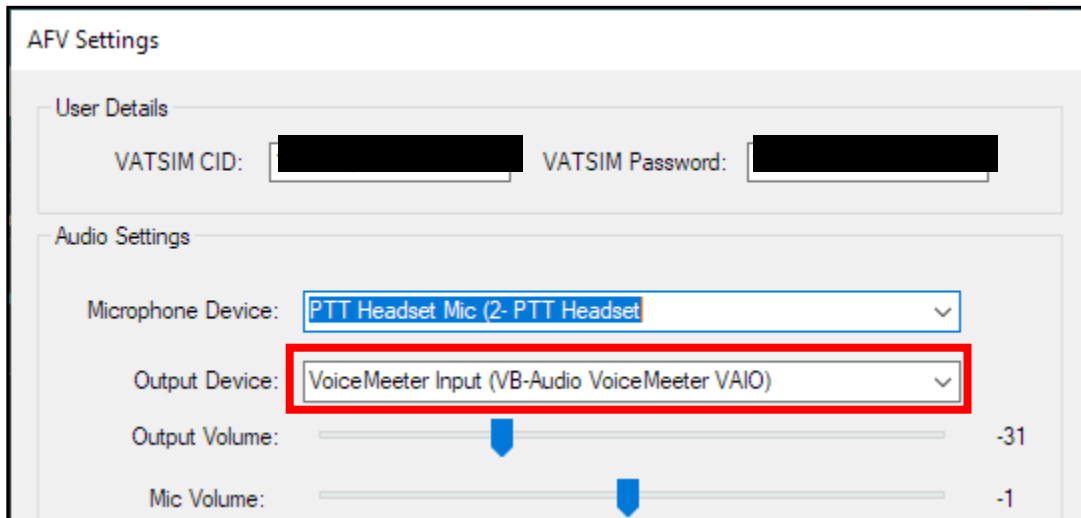 AFV Settings
User Details
VATSIM CID: VATSIM Password:
Audio Settings
Microphone Device: PTT Headset Mic (2- PTT Headset
Output Device: VoiceMeeter Input (VB-Audio VoiceMeeter VAIO)
Output Volume: -31
Mic Volume: -1